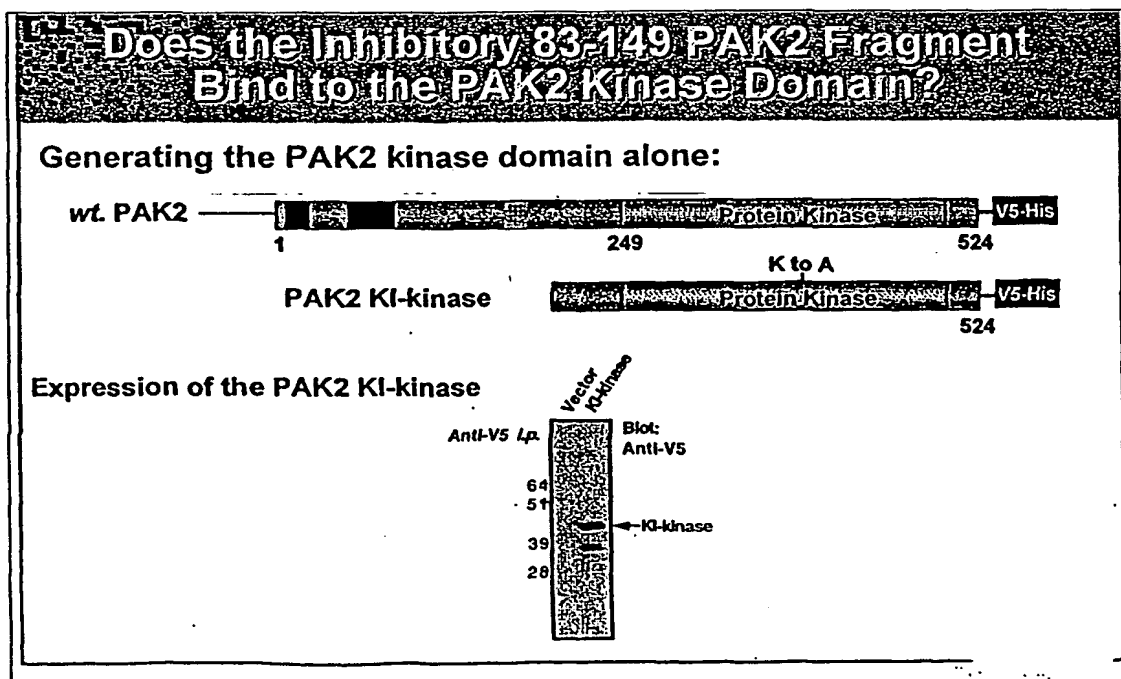 Does the Inhibitory 83-149 PAK2 Fragment
Bind to the PAK2 Kinase Domain?
Generating the PAK2 kinase domain alone:
wt. PAK2
Protein Kinase
V5-His
1
249
524
K to A
PAK2 KI-kinase
Protein Kinase
V5-His
524
Expression of the PAK2 KI-kinase
Vector
KI-kinase
Anti-V5 I.p.
Blot:
Anti-V5
64
51
KI-kinase
39
28